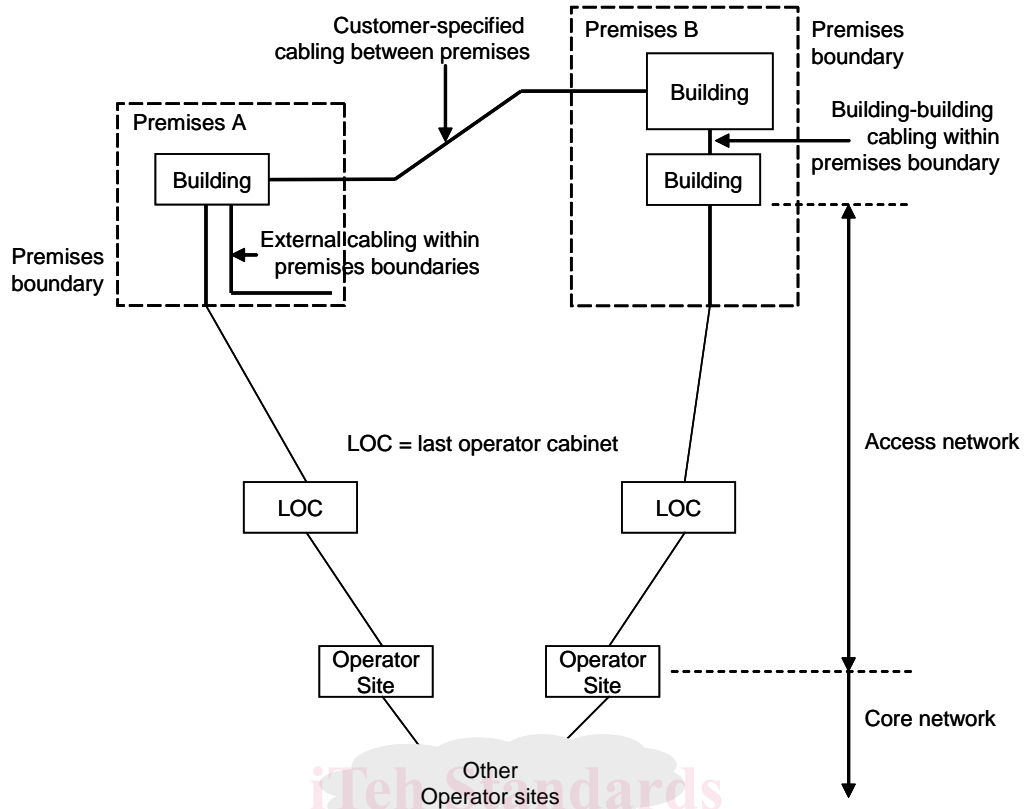 Customer-specified
cabling between premises
Premises B
Premises
boundary
Building
Premises A
Building-building
cabling within
premises boundary
Building
Building
External cabling within
premises boundaries
Premises
boundary
LOC = last operator cabinet
Access network
LOC
LOC
Operator
Site
Operator
Site
Core network
Other
Operator sites
iTeh Standards